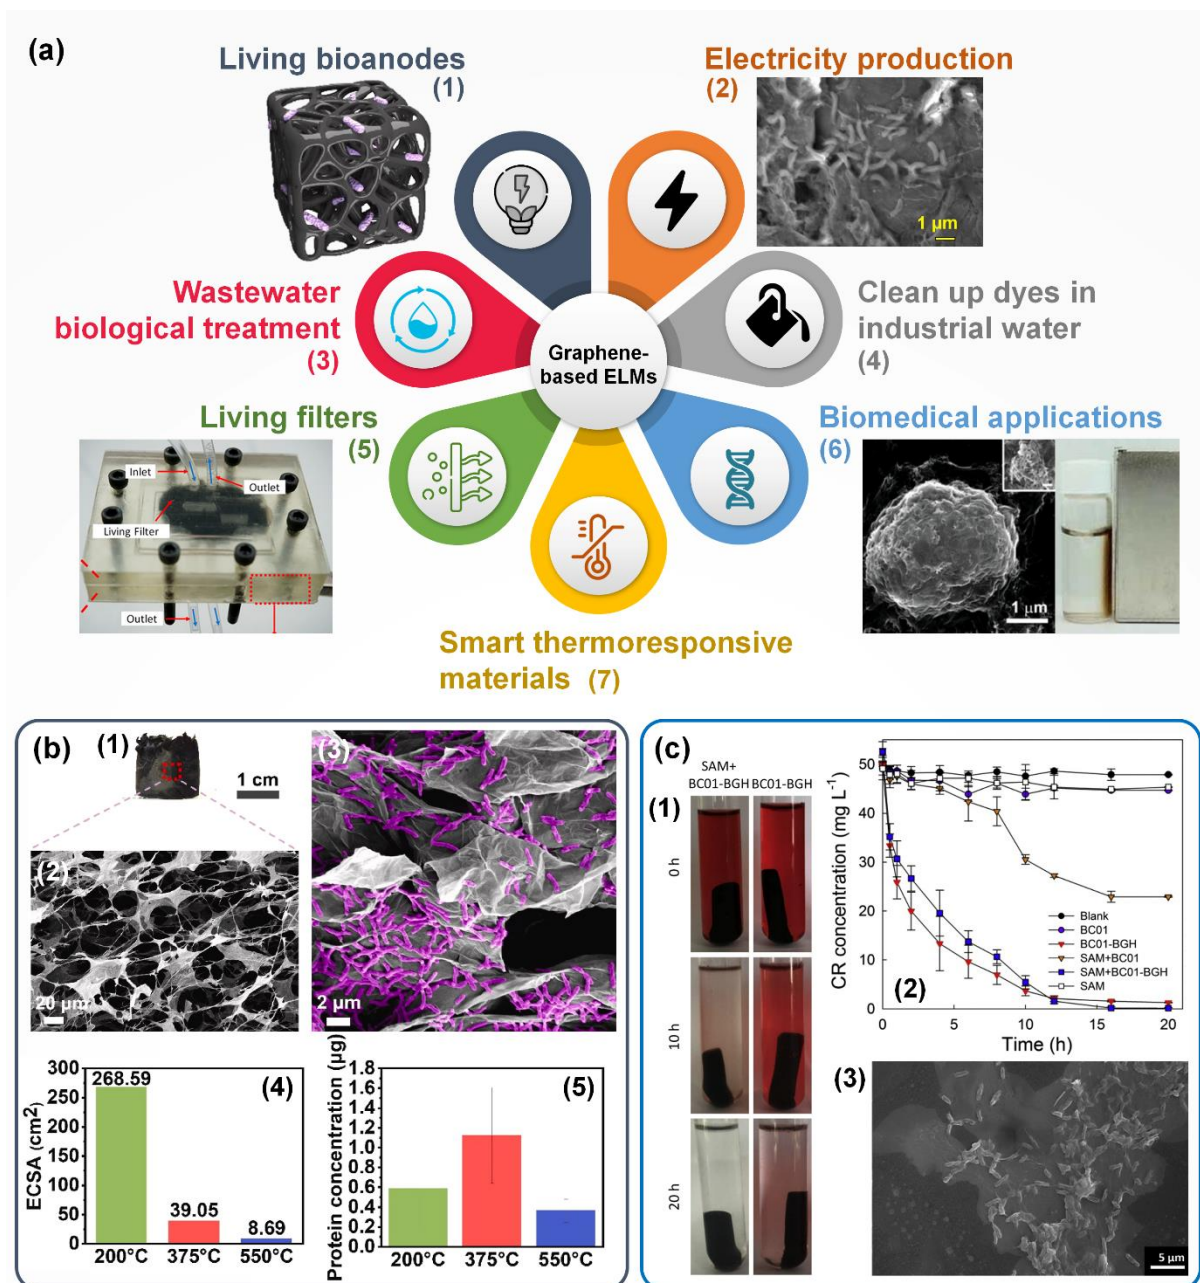 (a)
Living bioanodes
(1)
Electricity production
(2)
1 μm
Wastewater
biological treatment
(3)
Clean up dyes in
industrial water
(4)
Graphene-
based ELMs
Living filters
(5)
Inlet
Outlet
Living Filter
Outlet
Biomedical applications
(6)
1 μm
Smart thermoresponsive
materials (7)
(b)
(1)
1 cm
(2)
20 μm
(3)
2 μm
ECSA (cm²)
300
250
200
150
100
50
0
268.59
39.05
8.69
(4)
200°C 375°C 550°C
Protein concentration (μg)
1.8
1.6
1.4
1.2
1.0
0.8
0.6
0.4
0.2
0.0
(5)
200°C 375°C 550°C
(c)
SAM+
BC01-BGH
BC01-BGH
(1)
0 h
10 h
20 h
CR concentration (mg L⁻¹)
50
40
30
20
10
0
Blank
BC01
BC01-BGH
SAM+BC01
SAM+BC01-BGH
SAM
(2)
0 5 10 15 20
Time (h)
(3)
5 μm